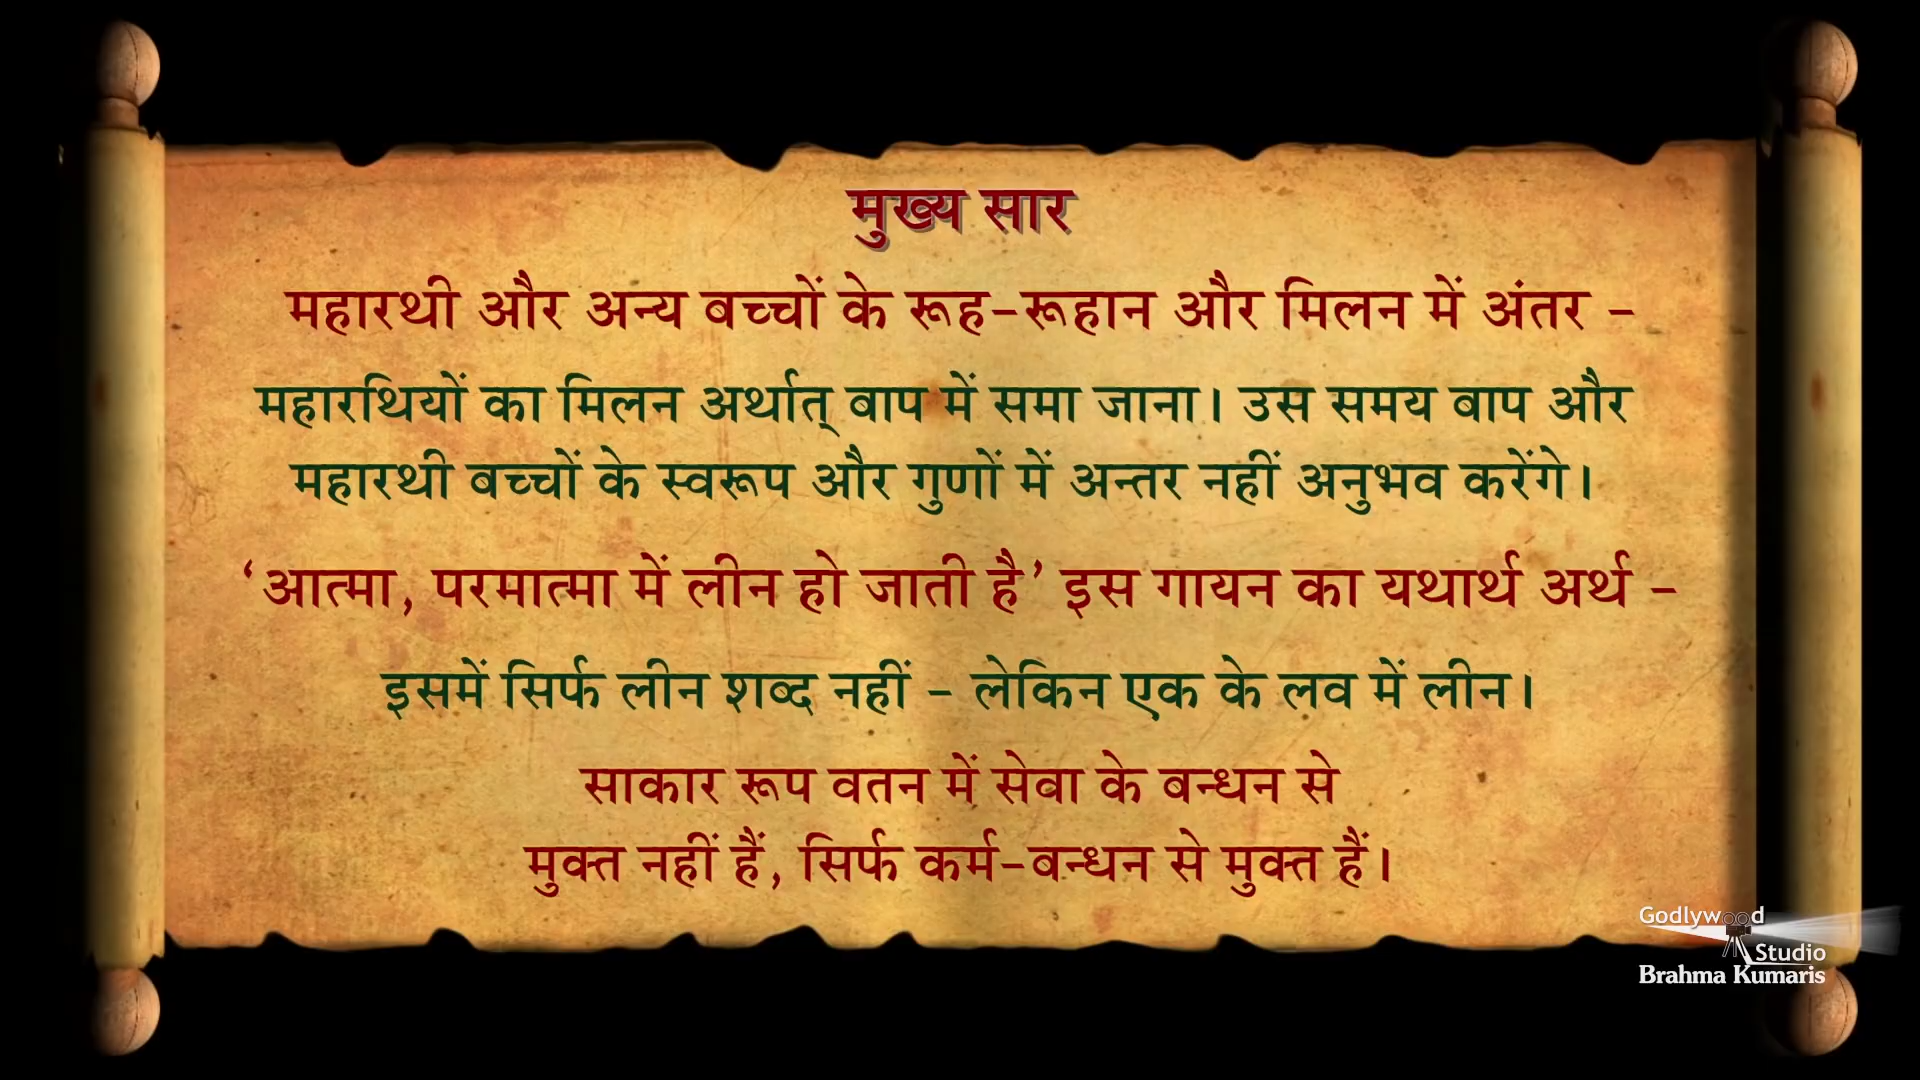 मुख्य सार
महारथी और अन्य बच्चों के रूह-रूहान और मिलन में अंतर -
महारथियों का मिलन अर्थात् बाप में समा जाना। उस समय बाप और
महारथी बच्चों के स्वरूप और गुणों में अन्तर नहीं अनुभव करेंगे।
‘आत्मा, परमात्मा में लीन हो जाती है’ इस गायन का यथार्थ अर्थ -
इसमें सिर्फ लीन शब्द नहीं - लेकिन एक के लव में लीन।
साकार रूप वतन में सेवा के बन्धन से
मुक्त नहीं हैं, सिर्फ कर्म-बन्धन से मुक्त हैं।
Godlywood
Studio
Brahma Kumaris